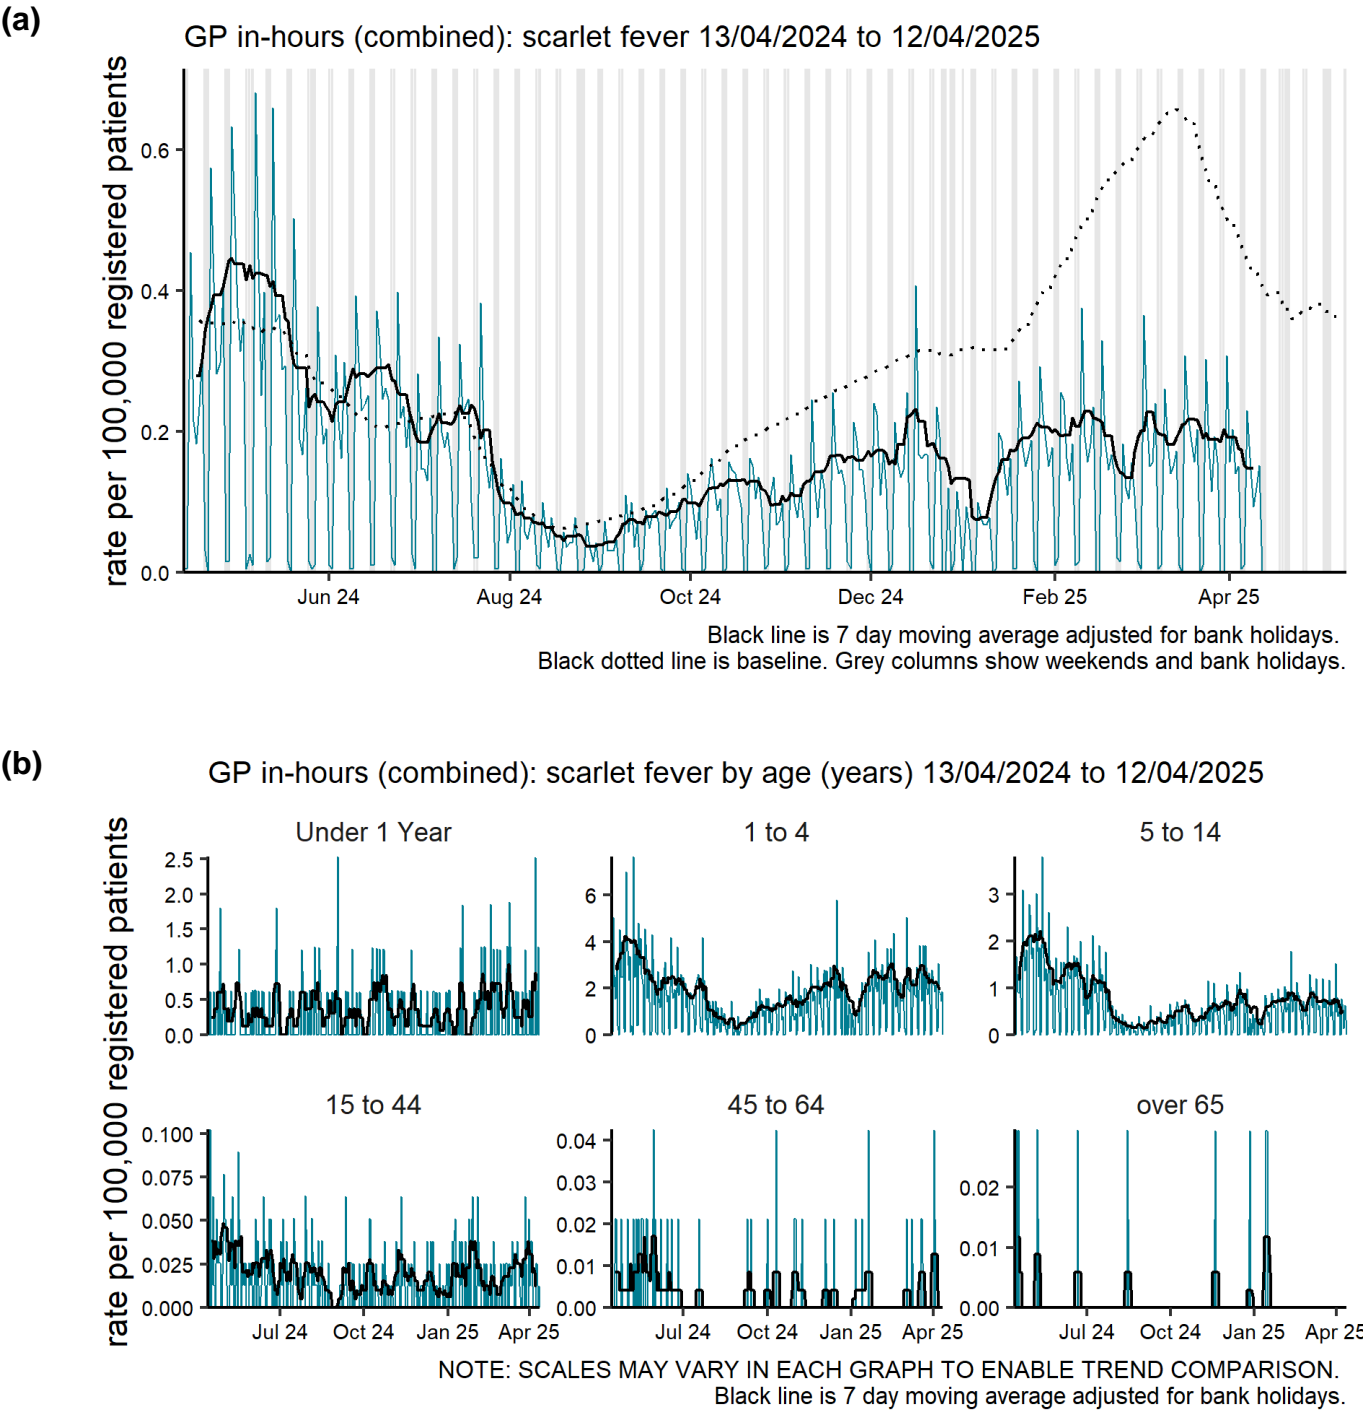 (a)
GP in-hours (combined): scarlet fever 13/04/2024 to 12/04/2025
rate per 100,000 registered patients
0.6
0.4
0.2
0.0
Jun 24 Aug 24 Oct 24 Dec 24 Feb 25 Apr 25
Black line is 7 day moving average adjusted for bank holidays.
Black dotted line is baseline. Grey columns show weekends and bank holidays.
(b)
GP in-hours (combined): scarlet fever by age (years) 13/04/2024 to 12/04/2025
rate per 100,000 registered patients
Under 1 Year
2.5
2.0
1.5
1.0
0.5
0.0
1 to 4
6
4
2
0
5 to 14
3
2
1
0
15 to 44
0.100
0.075
0.050
0.025
0.000
Jul 24 Oct 24 Jan 25 Apr 25
45 to 64
0.04
0.03
0.02
0.01
0.00
Jul 24 Oct 24 Jan 25 Apr 25
over 65
0.02
0.01
0.00
Jul 24 Oct 24 Jan 25 Apr 25
NOTE: SCALES MAY VARY IN EACH GRAPH TO ENABLE TREND COMPARISON.
Black line is 7 day moving average adjusted for bank holidays.